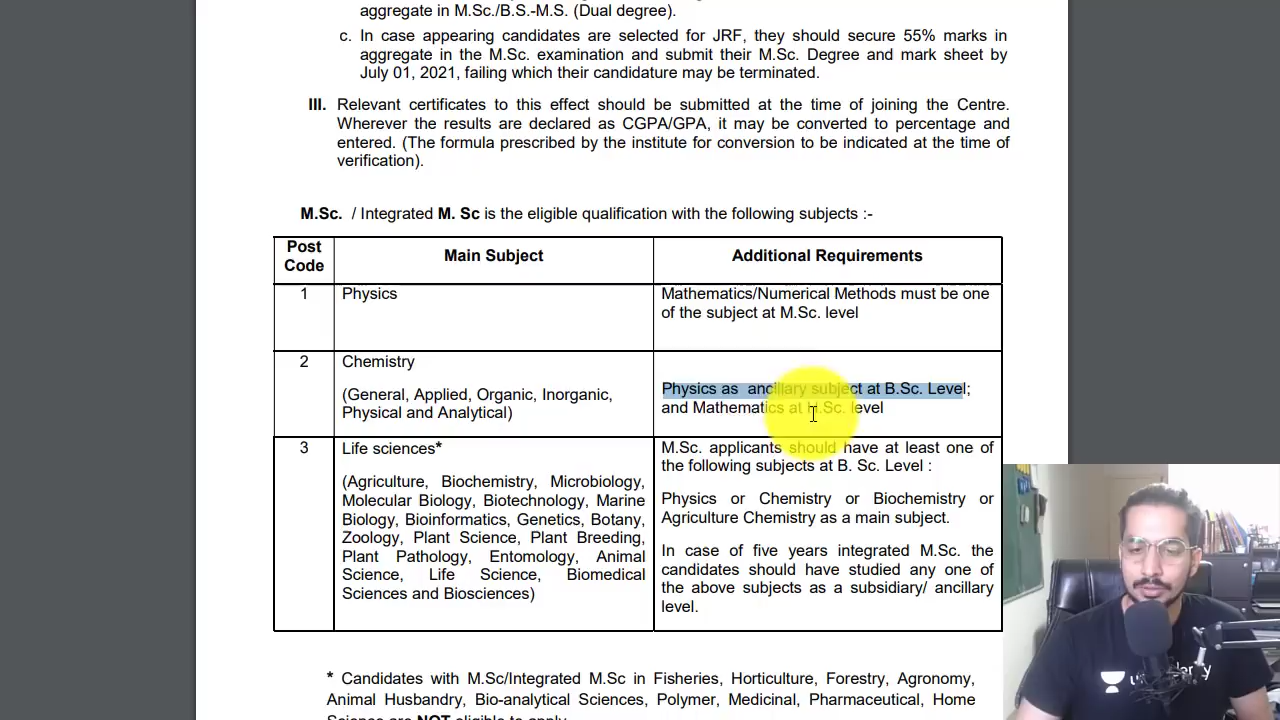 aggregate in M.Sc./B.S.-M.S. (Dual degree).
c. In case appearing candidates are selected for JRF, they should secure 55% marks in
aggregate in the M.Sc. examination and submit their M.Sc. Degree and mark sheet by
July 01, 2021, failing which their candidature may be terminated.
III. Relevant certificates to this effect should be submitted at the time of joining the Centre.
Wherever the results are declared as CGPA/GPA, it may be converted to percentage and
entered. (The formula prescribed by the institute for conversion to be indicated at the time of
verification).
M.Sc. / Integrated M. Sc is the eligible qualification with the following subjects :-
Post
Code
Main Subject
Additional Requirements
1
Physics
Mathematics/Numerical Methods must be one
of the subject at M.Sc. level
2
Chemistry
(General, Applied, Organic, Inorganic,
Physical and Analytical)
Physics as ancillary subject at B.Sc. Level;
and Mathematics at H.Sc. level
3
Life sciences*
(Agriculture, Biochemistry, Microbiology,
Molecular Biology, Biotechnology, Marine
Biology, Bioinformatics, Genetics, Botany,
Zoology, Plant Science, Plant Breeding,
Plant Pathology, Entomology, Animal
Science, Life Science, Biomedical
Sciences and Biosciences)
M.Sc. applicants should have at least one of
the following subjects at B. Sc. Level :
Physics or Chemistry or Biochemistry or
Agriculture Chemistry as a main subject.
In case of five years integrated M.Sc. the
candidates should have studied any one of
the above subjects as a subsidiary/ ancillary
level.
* Candidates with M.Sc/Integrated M.Sc in Fisheries, Horticulture, Forestry, Agronomy,
Animal Husbandry, Bio-analytical Sciences, Polymer, Medicinal, Pharmaceutical, Home
Science are NOT eligible to apply